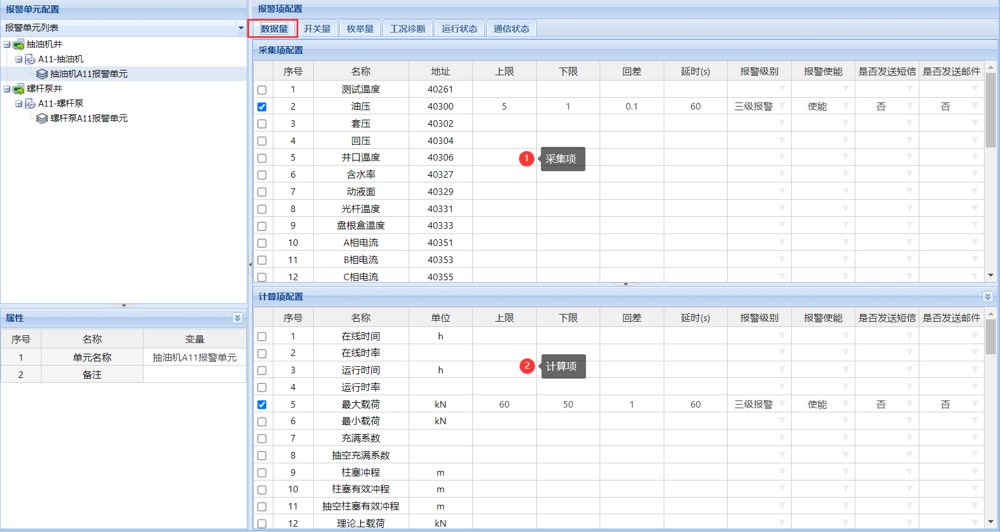 报警单元配置
报警单元列表
抽油机井
A11-抽油机
抽油机A11报警单元
螺杆泵井
A11-螺杆泵
螺杆泵A11报警单元
属性
序号 名称 变量
1 单元名称 抽油机A11报警单元
2 备注
报警项配置
数据量 开关量 枚举量 工况诊断 运行状态 通信状态
采集项配置
序号 名称 地址 上限 下限 回差 延时(s) 报警级别 报警使能 是否发送短信 是否发送邮件
1 测试温度 40261
2 油压 40300 5 1 0.1 60 三级报警 使能 否 否
3 套压 40302
4 回压 40304
5 井口温度 40306
1 采集项
6 含水率 40327
7 动液面 40329
8 光杆温度 40331
9 盘根盒温度 40333
10 A相电流 40351
11 B相电流 40353
12 C相电流 40355
计算项配置
序号 名称 单位 上限 下限 回差 延时(s) 报警级别 报警使能 是否发送短信 是否发送邮件
1 在线时间 h
2 在线时率
3 运行时间 h
2 计算项
4 运行时率
5 最大载荷 kN 60 50 1 60 三级报警 使能 否 否
6 最小载荷 kN
7 充满系数
8 抽空充满系数
9 柱塞冲程 m
10 柱塞有效冲程 m
11 抽空柱塞有效冲程 m
12 理论上载荷 kN